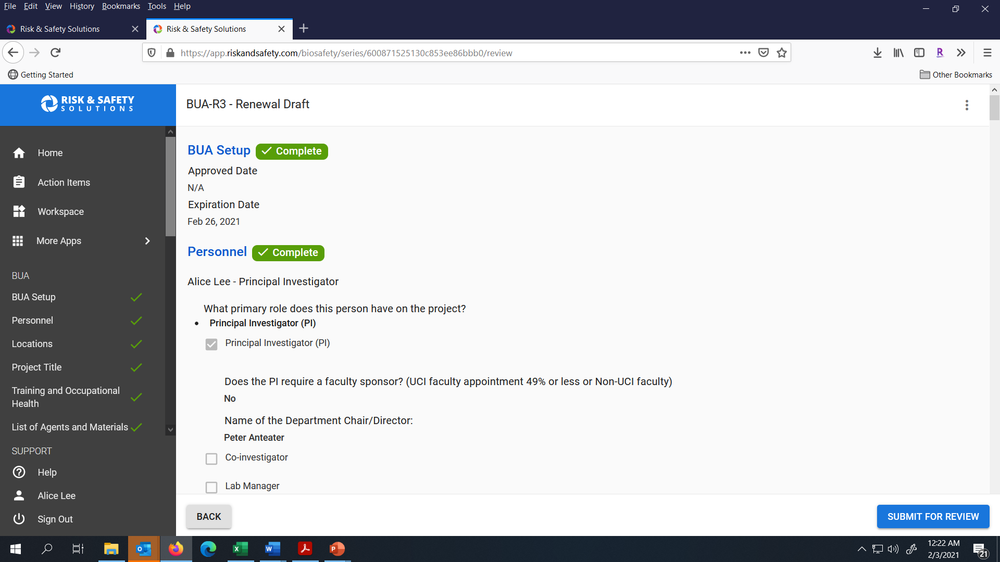 File Edit View History Bookmarks Tools Help
Risk & Safety Solutions
Risk & Safety Solutions
https://app.riskandsafety.com/biosafety/series/600871525130c853ee86bbb0/review
Getting Started
Other Bookmarks
RISK & SAFETY
SOLUTIONS
Home
Action Items
Workspace
More Apps
BUA
BUA Setup
Personnel
Locations
Project Title
Training and Occupational
Health
List of Agents and Materials
SUPPORT
Help
Alice Lee
Sign Out
BUA-R3 - Renewal Draft
BUA Setup Complete
Approved Date
N/A
Expiration Date
Feb 26, 2021
Personnel Complete
Alice Lee - Principal Investigator
What primary role does this person have on the project?
Principal Investigator (PI)
Principal Investigator (PI)
Does the PI require a faculty sponsor? (UCI faculty appointment 49% or less or Non-UCI faculty)
No
Name of the Department Chair/Director:
Peter Anteater
Co-investigator
Lab Manager
BACK
SUBMIT FOR REVIEW
12:22 AM
2/3/2021
21